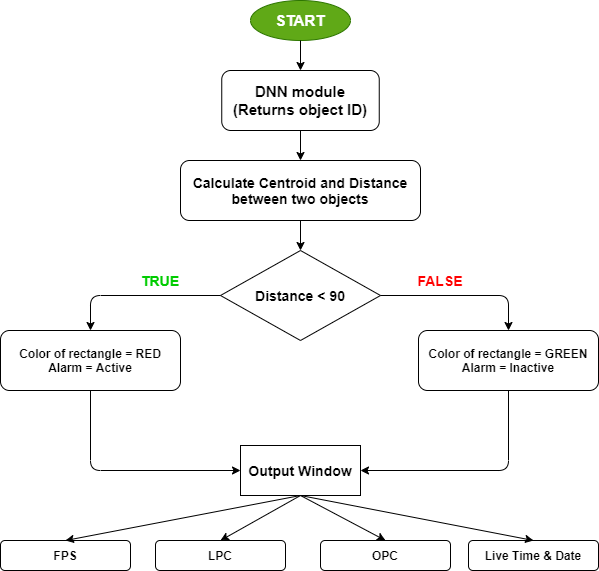 START
DNN module
(Returns object ID)
Calculate Centroid and Distance
between two objects
TRUE
FALSE
Distance < 90
Color of rectangle = RED
Alarm = Active
Color of rectangle = GREEN
Alarm = Inactive
Output Window
FPS
LPC
OPC
Live Time & Date